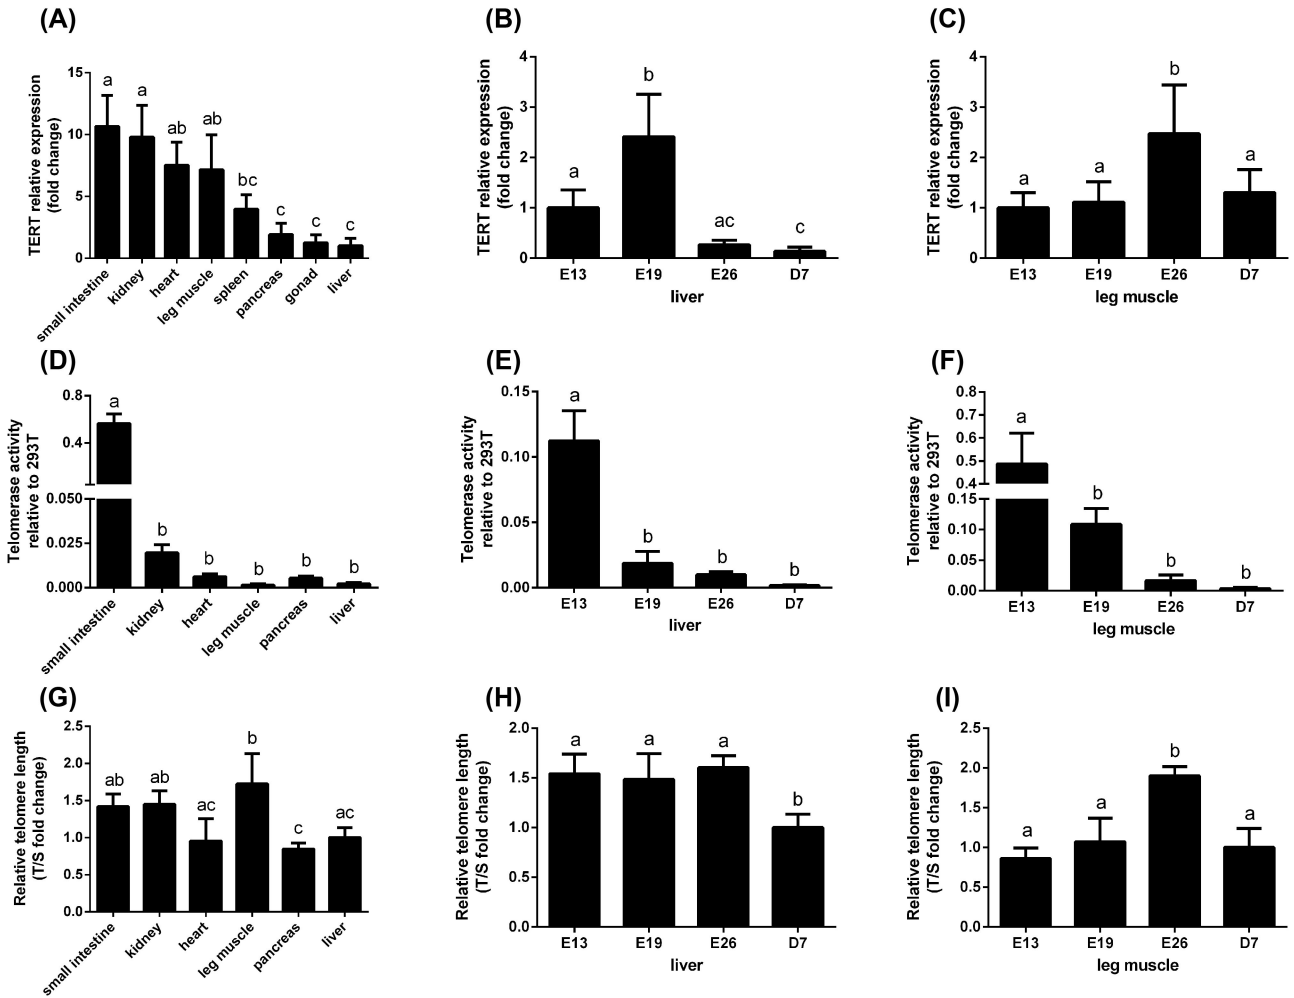 (A)
TERT relative expression
(fold change)
15
10
5
0
a
a
ab
ab
bc
c
c
c
small intestine
kidney
heart
leg muscle
spleen
pancreas
gonad
liver
(B)
TERT relative expression
(fold change)
4
3
2
1
0
a
b
ac
c
E13
E19
E26
D7
liver
(C)
TERT relative expression
(fold change)
4
3
2
1
0
a
a
b
a
E13
E19
E26
D7
leg muscle
(D)
Telomerase activity
relative to 293T
0.8
0.4
0.050
0.025
0.000
a
b
b
b
b
b
small intestine
kidney
heart
leg muscle
pancreas
liver
(E)
Telomerase activity
relative to 293T
0.15
0.10
0.05
0.00
a
b
b
b
E13
E19
E26
D7
liver
(F)
Telomerase activity
relative to 293T
0.8
0.7
0.6
0.5
0.4
0.15
0.10
0.05
0.00
a
b
b
b
E13
E19
E26
D7
leg muscle
(G)
Relative telomere length
(T/S fold change)
2.5
2.0
1.5
1.0
0.5
0.0
ab
ab
ac
b
c
ac
small intestine
kidney
heart
leg muscle
pancreas
liver
(H)
Relative telomere length
(T/S fold change)
2.0
1.5
1.0
0.5
0.0
a
a
a
b
E13
E19
E26
D7
liver
(I)
Relative telomere length
(T/S fold change)
2.5
2.0
1.5
1.0
0.5
0.0
a
a
b
a
E13
E19
E26
D7
leg muscle